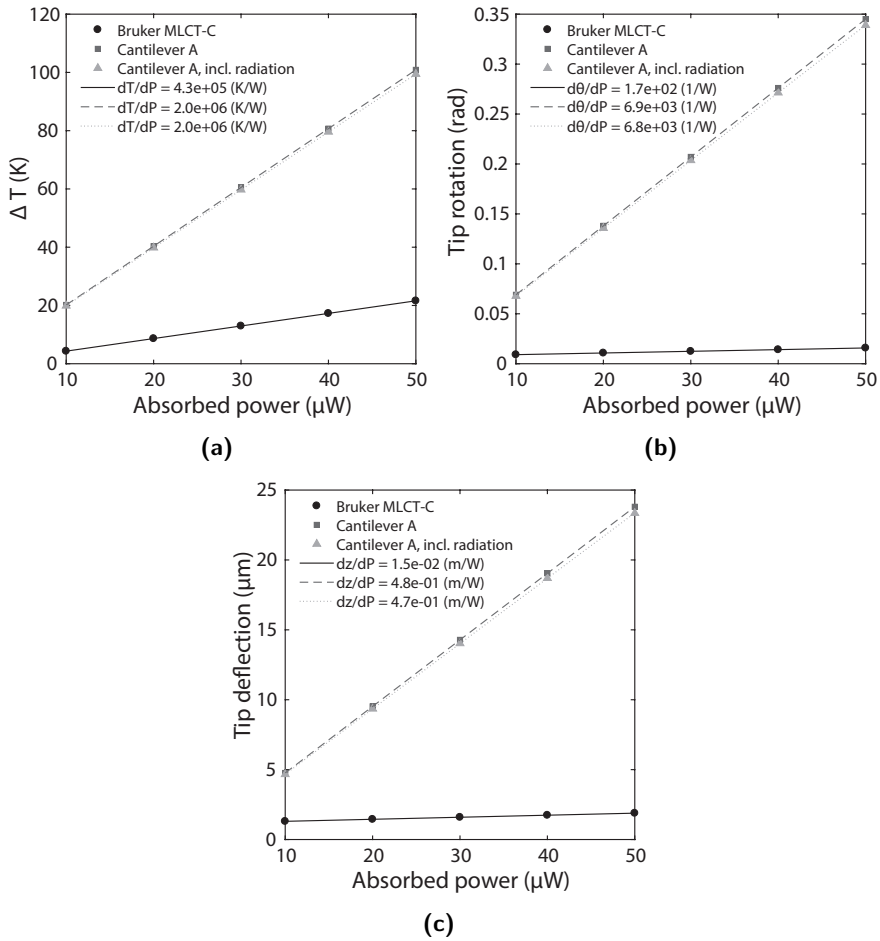 120
100
80
60
40
20
0
Δ T (K)
Bruker MLCT-C
Cantilever A
Cantilever A, incl. radiation
dT/dP = 4.3e+05 (K/W)
dT/dP = 2.0e+06 (K/W)
dT/dP = 2.0e+06 (K/W)
10 20 30 40 50
Absorbed power (μW)
(a)
0.35
0.3
0.25
0.2
0.15
0.1
0.05
0
Tip rotation (rad)
Bruker MLCT-C
Cantilever A
Cantilever A, incl. radiation
dθ/dP = 1.7e+02 (1/W)
dθ/dP = 6.9e+03 (1/W)
dθ/dP = 6.8e+03 (1/W)
10 20 30 40 50
Absorbed power (μW)
(b)
25
20
15
10
5
0
Tip deflection (μm)
Bruker MLCT-C
Cantilever A
Cantilever A, incl. radiation
dz/dP = 1.5e-02 (m/W)
dz/dP = 4.8e-01 (m/W)
dz/dP = 4.7e-01 (m/W)
10 20 30 40 50
Absorbed power (μW)
(c)